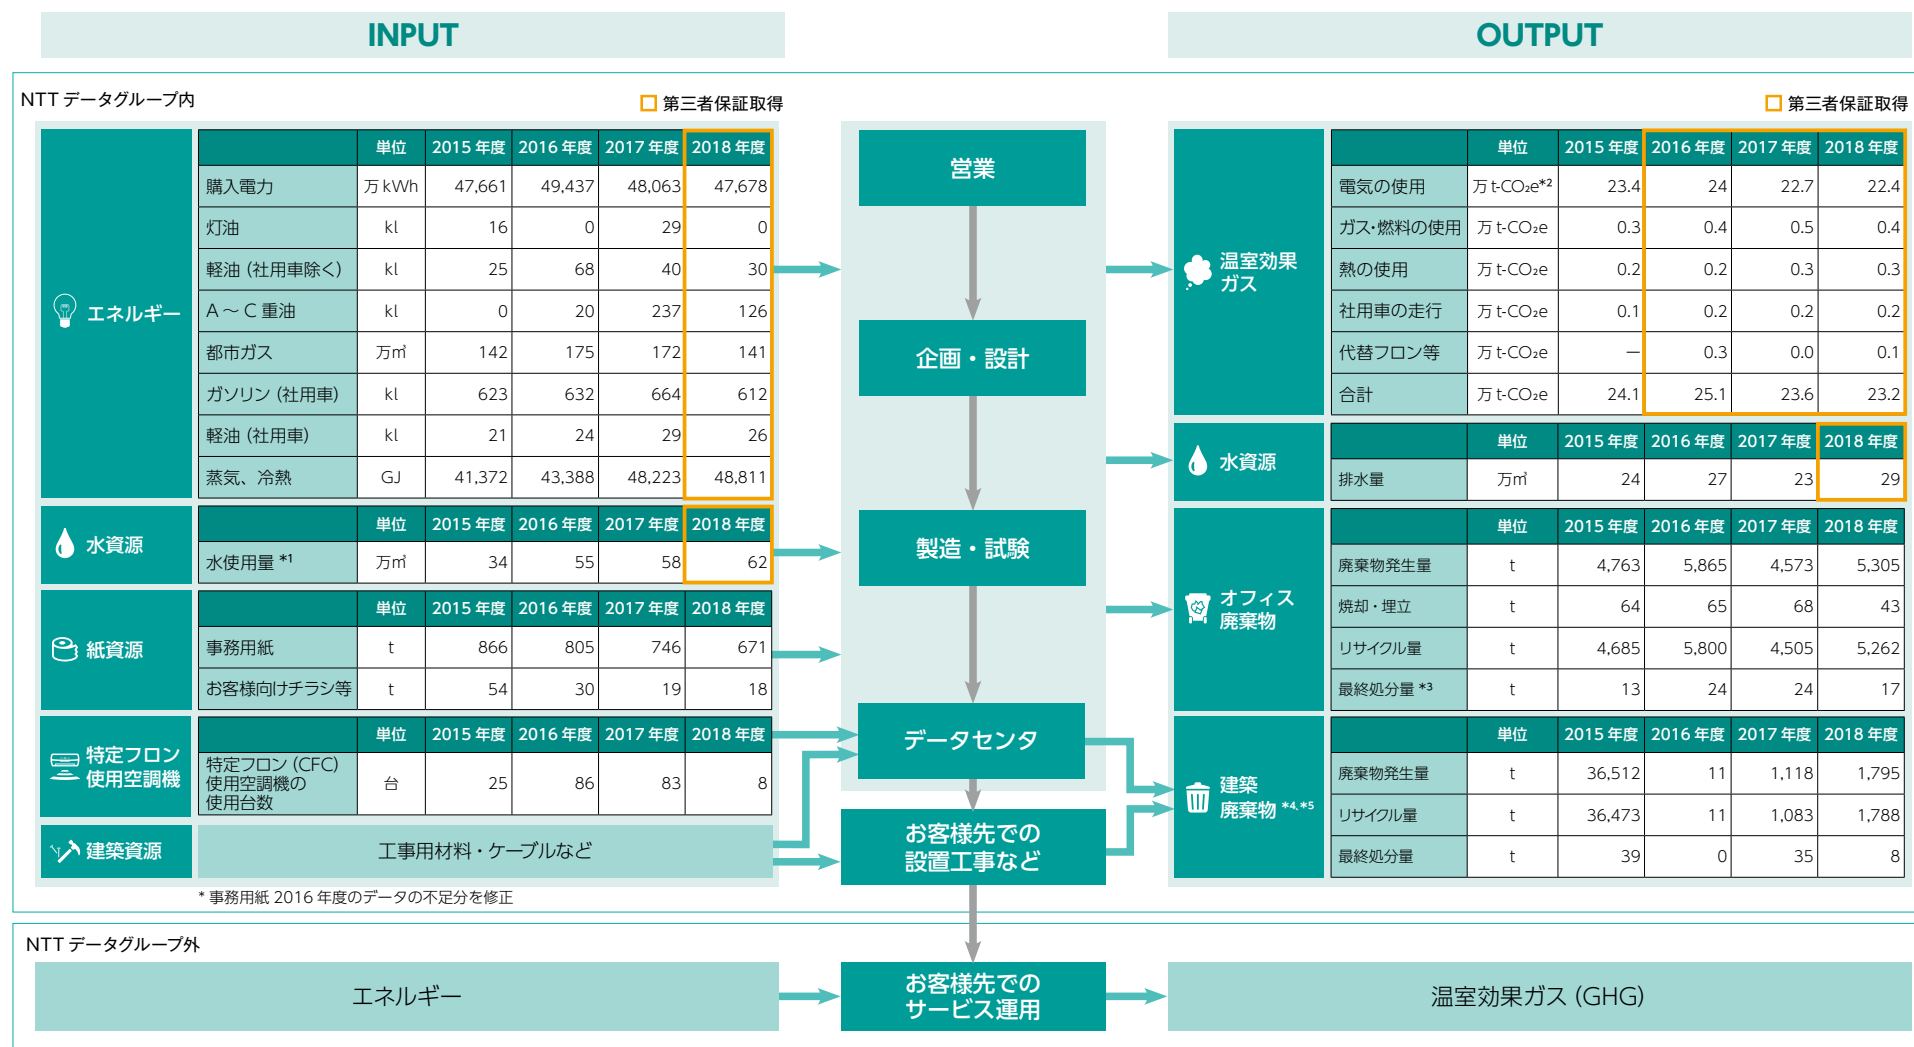 INPUT
OUTPUT
NTT データグループ内
第三者保証取得
第三者保証取得
エネルギー
単位 2015 年度 2016 年度 2017 年度 2018 年度
購入電力 万 kWh 47,661 49,437 48,063 47,678
灯油 kl 16 0 29 0
軽油（社用車除く） kl 25 68 40 30
A ～ C 重油 kl 0 20 237 126
都市ガス 万㎥ 142 175 172 141
ガソリン（社用車） kl 623 632 664 612
軽油（社用車） kl 21 24 29 26
蒸気、冷熱 GJ 41,372 43,388 48,223 48,811
水資源
単位 2015 年度 2016 年度 2017 年度 2018 年度
水使用量 *1 万㎥ 34 55 58 62
紙資源
単位 2015 年度 2016 年度 2017 年度 2018 年度
事務用紙 t 866 805 746 671
お客様向けチラシ等 t 54 30 19 18
特定フロン
使用空調機
単位 2015 年度 2016 年度 2017 年度 2018 年度
特定フロン（CFC）
使用空調機の
使用台数
台 25 86 83 8
建築資源
工事用材料・ケーブルなど
* 事務用紙 2016 年度のデータの不足分を修正
営業
企画・設計
製造・試験
データセンタ
お客様先での
設置工事など
温室効果
ガス
単位 2015 年度 2016 年度 2017 年度 2018 年度
電気の使用 万 t-CO₂e*2 23.4 24 22.7 22.4
ガス・燃料の使用 万 t-CO₂e 0.3 0.4 0.5 0.4
熱の使用 万 t-CO₂e 0.2 0.2 0.3 0.3
社用車の走行 万 t-CO₂e 0.1 0.2 0.2 0.2
代替フロン等 万 t-CO₂e ― 0.3 0.0 0.1
合計 万 t-CO₂e 24.1 25.1 23.6 23.2
水資源
単位 2015 年度 2016 年度 2017 年度 2018 年度
排水量 万㎥ 24 27 23 29
オフィス
廃棄物
単位 2015 年度 2016 年度 2017 年度 2018 年度
廃棄物発生量 t 4,763 5,865 4,573 5,305
焼却・埋立 t 64 65 68 43
リサイクル量 t 4,685 5,800 4,505 5,262
最終処分量 *3 t 13 24 24 17
建築
廃棄物 *4、*5
単位 2015 年度 2016 年度 2017 年度 2018 年度
廃棄物発生量 t 36,512 11 1,118 1,795
リサイクル量 t 36,473 11 1,083 1,788
最終処分量 t 39 0 35 8
NTT データグループ外
エネルギー
お客様先での
サービス運用
温室効果ガス（GHG）